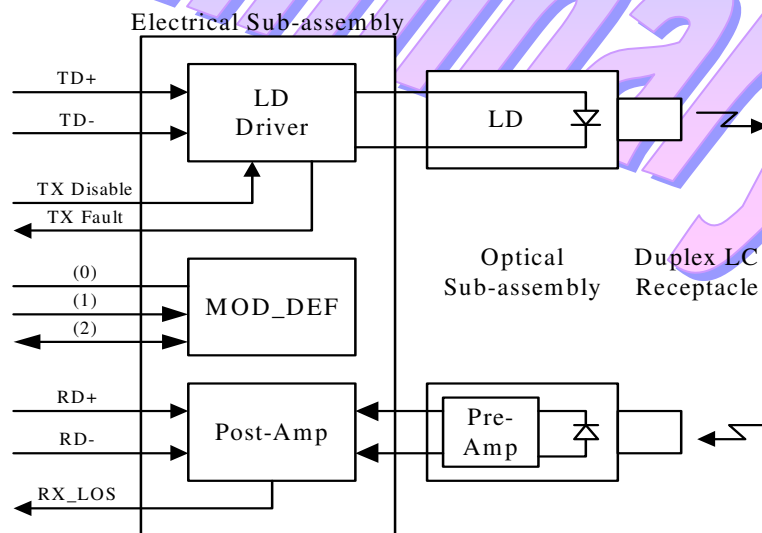 Electrical Sub-assembly
TD+
TD-
LD
Driver
LD
TX Disable
TX Fault
(0)
(1)
(2)
MOD_DEF
Optical
Sub-assembly
Duplex LC
Receptacle
RD+
RD-
Post-Amp
Pre-
Amp
RX_LOS